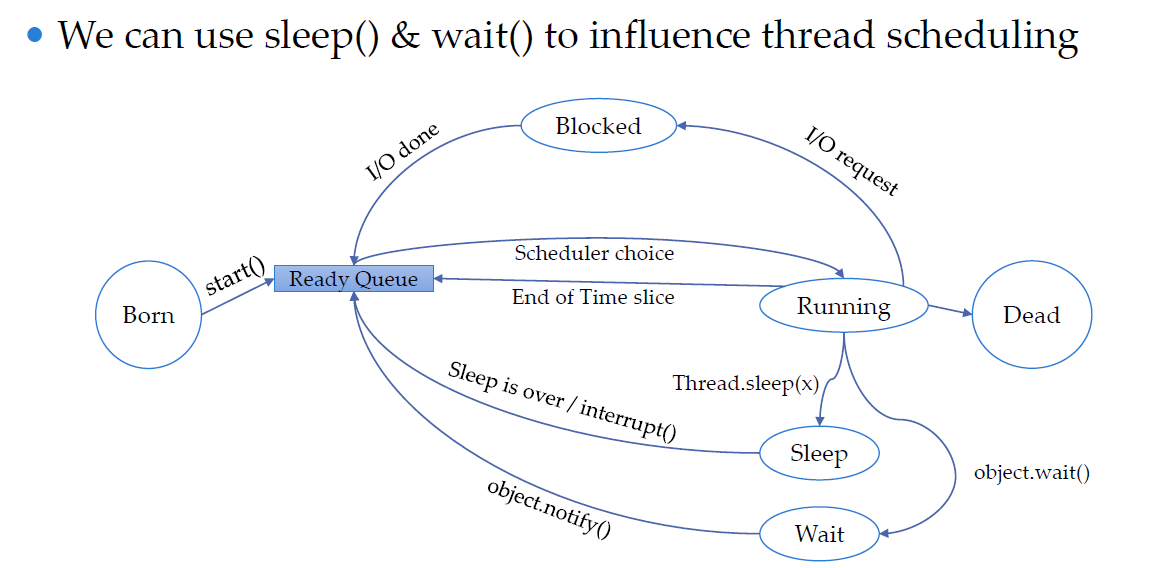 We can use sleep() & wait() to influence thread scheduling
Blocked
I/O done
I/O request
Scheduler choice
start()
Ready Queue
End of Time slice
Born
Running
Dead
Sleep is over / interrupt()
Thread.sleep(x)
Sleep
object.wait()
object.notify()
Wait